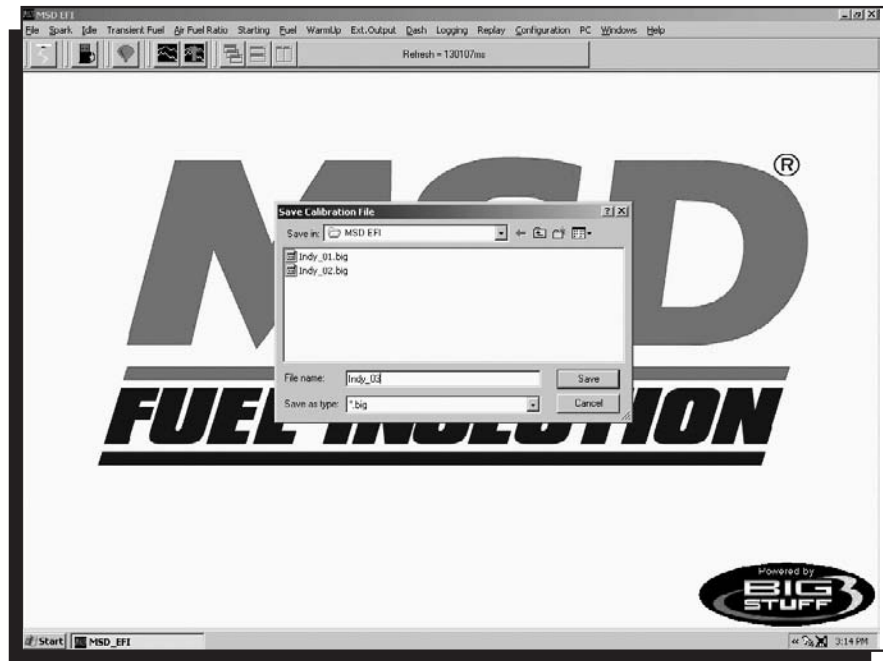 MSD EFI
File Spark Idle Transient Fuel Air Fuel Ratio Starting Fuel WarmUp Ext.Output Dash Logging Replay Configuration PC Windows Help
Refresh = 130107ms
MSD ®
Save Calibration File
Save in: MSD EFI
Indy_01.big
Indy_02.big
File name: Indy_03 Save
Save as type: *.big Cancel
FUEL INJECTION
Powered by
BIG
STUFF 3
Start MSD_EFI « 3:14 PM